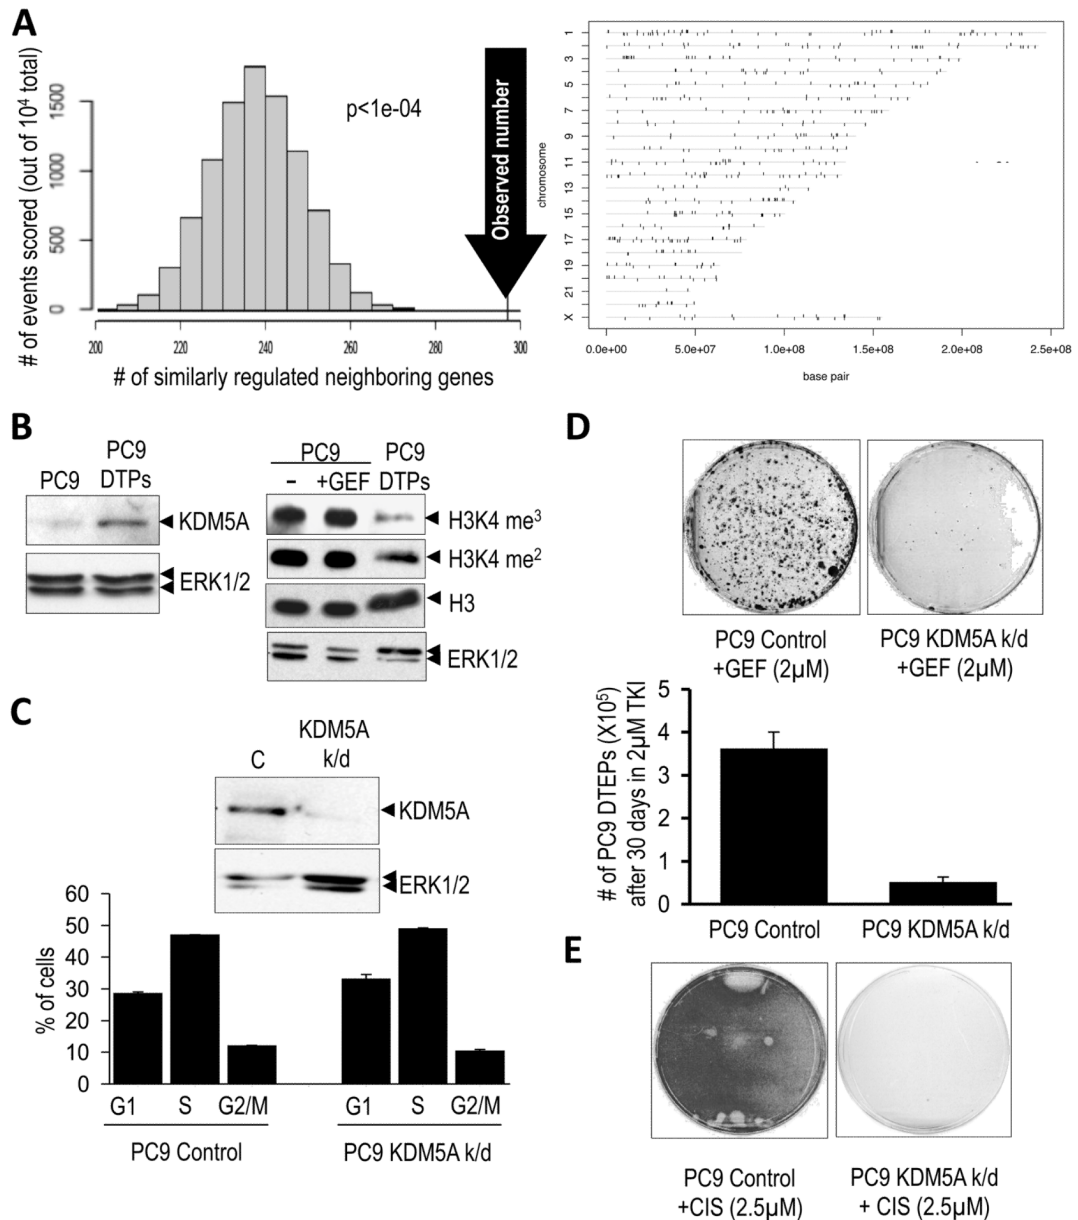 A
# of events scored (out of 10⁴ total)
1500
1000
500
0
p<1e-04
Observed number
200 220 240 260 280 300
# of similarly regulated neighboring genes
chromosome
1
3
5
7
9
11
13
15
17
19
21
X
0.0e+00 5.0e+07 1.0e+08 1.5e+08 2.0e+08 2.5e+08
base pair
B
PC9
PC9
DTPs
KDM5A
ERK1/2
PC9
- +GEF
PC9
DTPs
H3K4 me³
H3K4 me²
H3
ERK1/2
C
C
KDM5A
k/d
KDM5A
ERK1/2
% of cells
60
50
40
30
20
10
0
G1 S G2/M G1 S G2/M
PC9 Control PC9 KDM5A k/d
D
PC9 Control
+GEF (2µM)
PC9 KDM5A k/d
+GEF (2µM)
# of PC9 DTEPs (X10⁵)
after 30 days in 2µM TKI
5
4
3
2
1
0
PC9 Control PC9 KDM5A k/d
E
PC9 Control
+CIS (2.5µM)
PC9 KDM5A k/d
+ CIS (2.5µM)